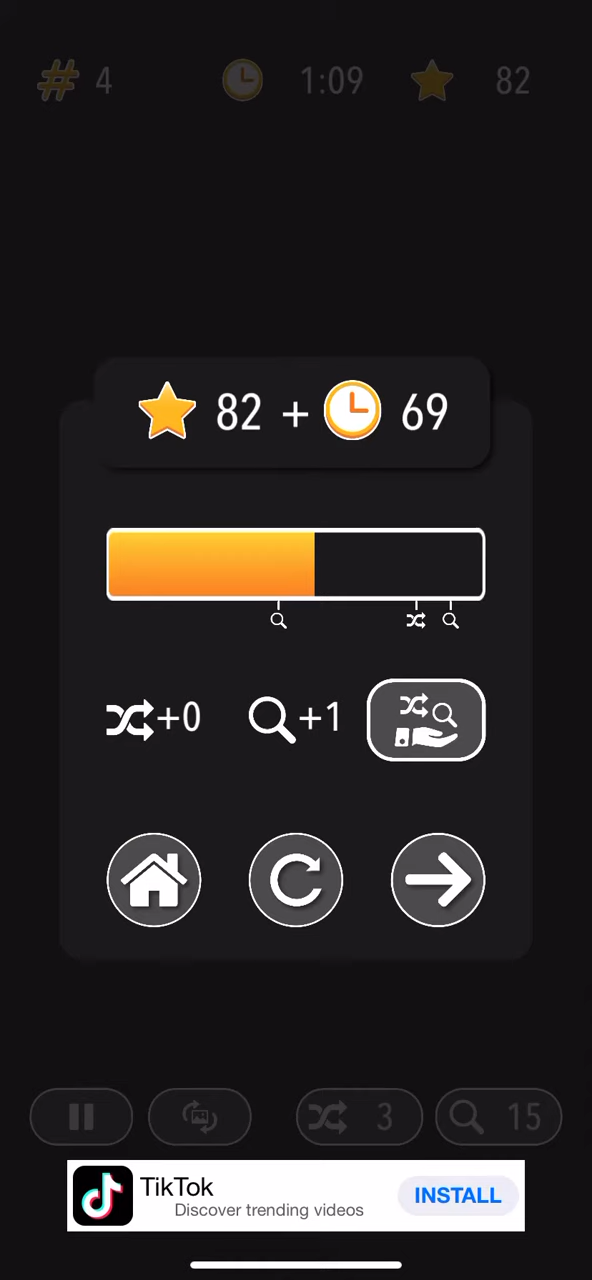 # 4 1:09 82
82 + 69
+0 +1
3 15
TikTok
Discover trending videos
INSTALL